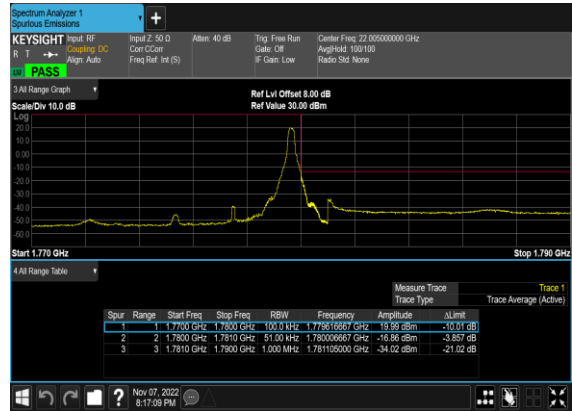 Spectrum Analyzer 1
Spurious Emissions
+
KEYSIGHT Input: RF Input Z: 50 Ω Atten: 40 dB Trig: Free Run Center Freq: 22.005000000 GHz
R T Coupling: DC Corr CCorr Gate: Off Avg|Hold: 100/100
Align: Auto Freq Ref: Int (S) IF Gain: Low Radio Std: None
PASS
3 All Range Graph
Ref Lvl Offset 8.00 dB
Scale/Div 10.0 dB Ref Value 30.00 dBm
Log
20.0
10.0
0.00
-10.0
-20.0
-30.0
-40.0
-50.0
-60.0
Start 1.770 GHz Stop 1.790 GHz
4 All Range Table
Measure Trace Trace 1
Trace Type Trace Average (Active)
Spur Range Start Freq Stop Freq RBW Frequency Amplitude ΔLimit
1 1 1.7700 GHz 1.7800 GHz 100.0 kHz 1.779616667 GHz 19.99 dBm -10.01 dB
2 2 1.7800 GHz 1.7810 GHz 51.00 kHz 1.780006667 GHz -16.86 dBm -3.857 dB
3 3 1.7810 GHz 1.7900 GHz 1.000 MHz 1.781105000 GHz -34.02 dBm -21.02 dB
? Nov 07, 2022
8:17:09 PM